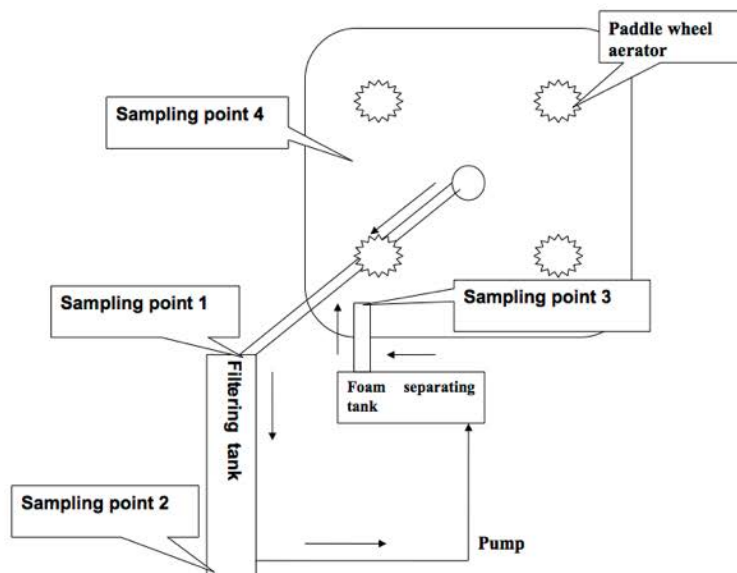 Paddle wheel
aerator
Sampling point 4
Sampling point 1
Sampling point 3
Filtering tank
Foam separating
tank
Sampling point 2
Pump